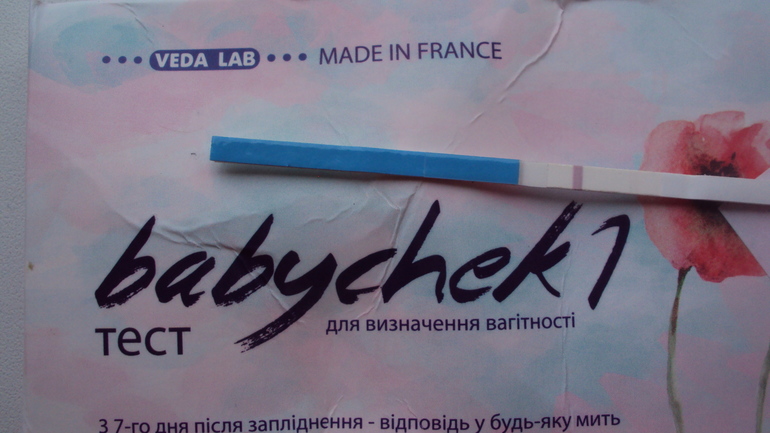 VEDA LAB MADE IN FRANCE
babychek1
тест
для визначення вагітності
З 7-го дня після запліднення - відповідь у будь-яку мить